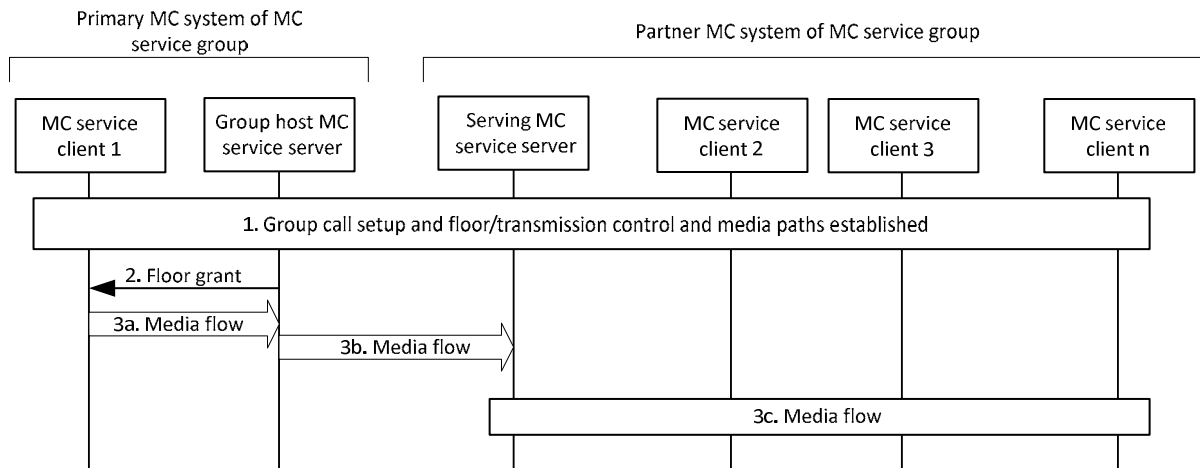 Primary MC system of MC
service group
Partner MC system of MC service group
MC service
client 1
Group host MC
service server
Serving MC
service server
MC service
client 2
MC service
client 3
MC service
client n
1. Group call setup and floor/transmission control and media paths established
2. Floor grant
3a. Media flow
3b. Media flow
3c. Media flow